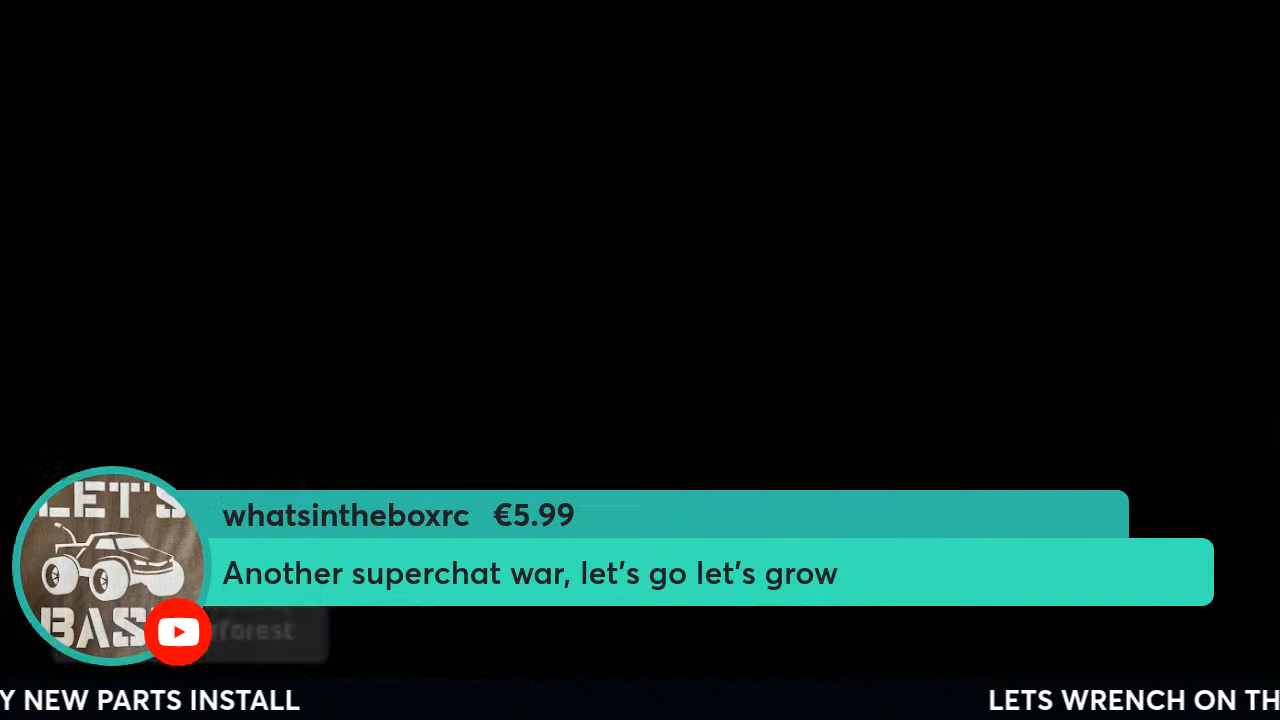 LET'S
BAS
whatsintheboxrc €5.99
Another superchat war, let's go let's grow
rforest
Y NEW PARTS INSTALL
LETS WRENCH ON TH